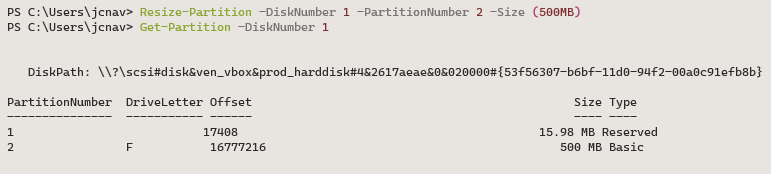 PS C:\Users\jcnav> Resize-Partition -DiskNumber 1 -PartitionNumber 2 -Size (500MB)
PS C:\Users\jcnav> Get-Partition -DiskNumber 1
DiskPath: \\?\scsi#disk&ven_vbox&prod_harddisk#4&2617aeae&0&020000#{53f56307-b6bf-11d0-94f2-00a0c91efb8b}
PartitionNumber  DriveLetter Offset                                          Size Type
---------------  ----------- ------                                          ---- ----
1                          17408                                        15.98 MB Reserved
2                F           16777216                                     500 MB Basic